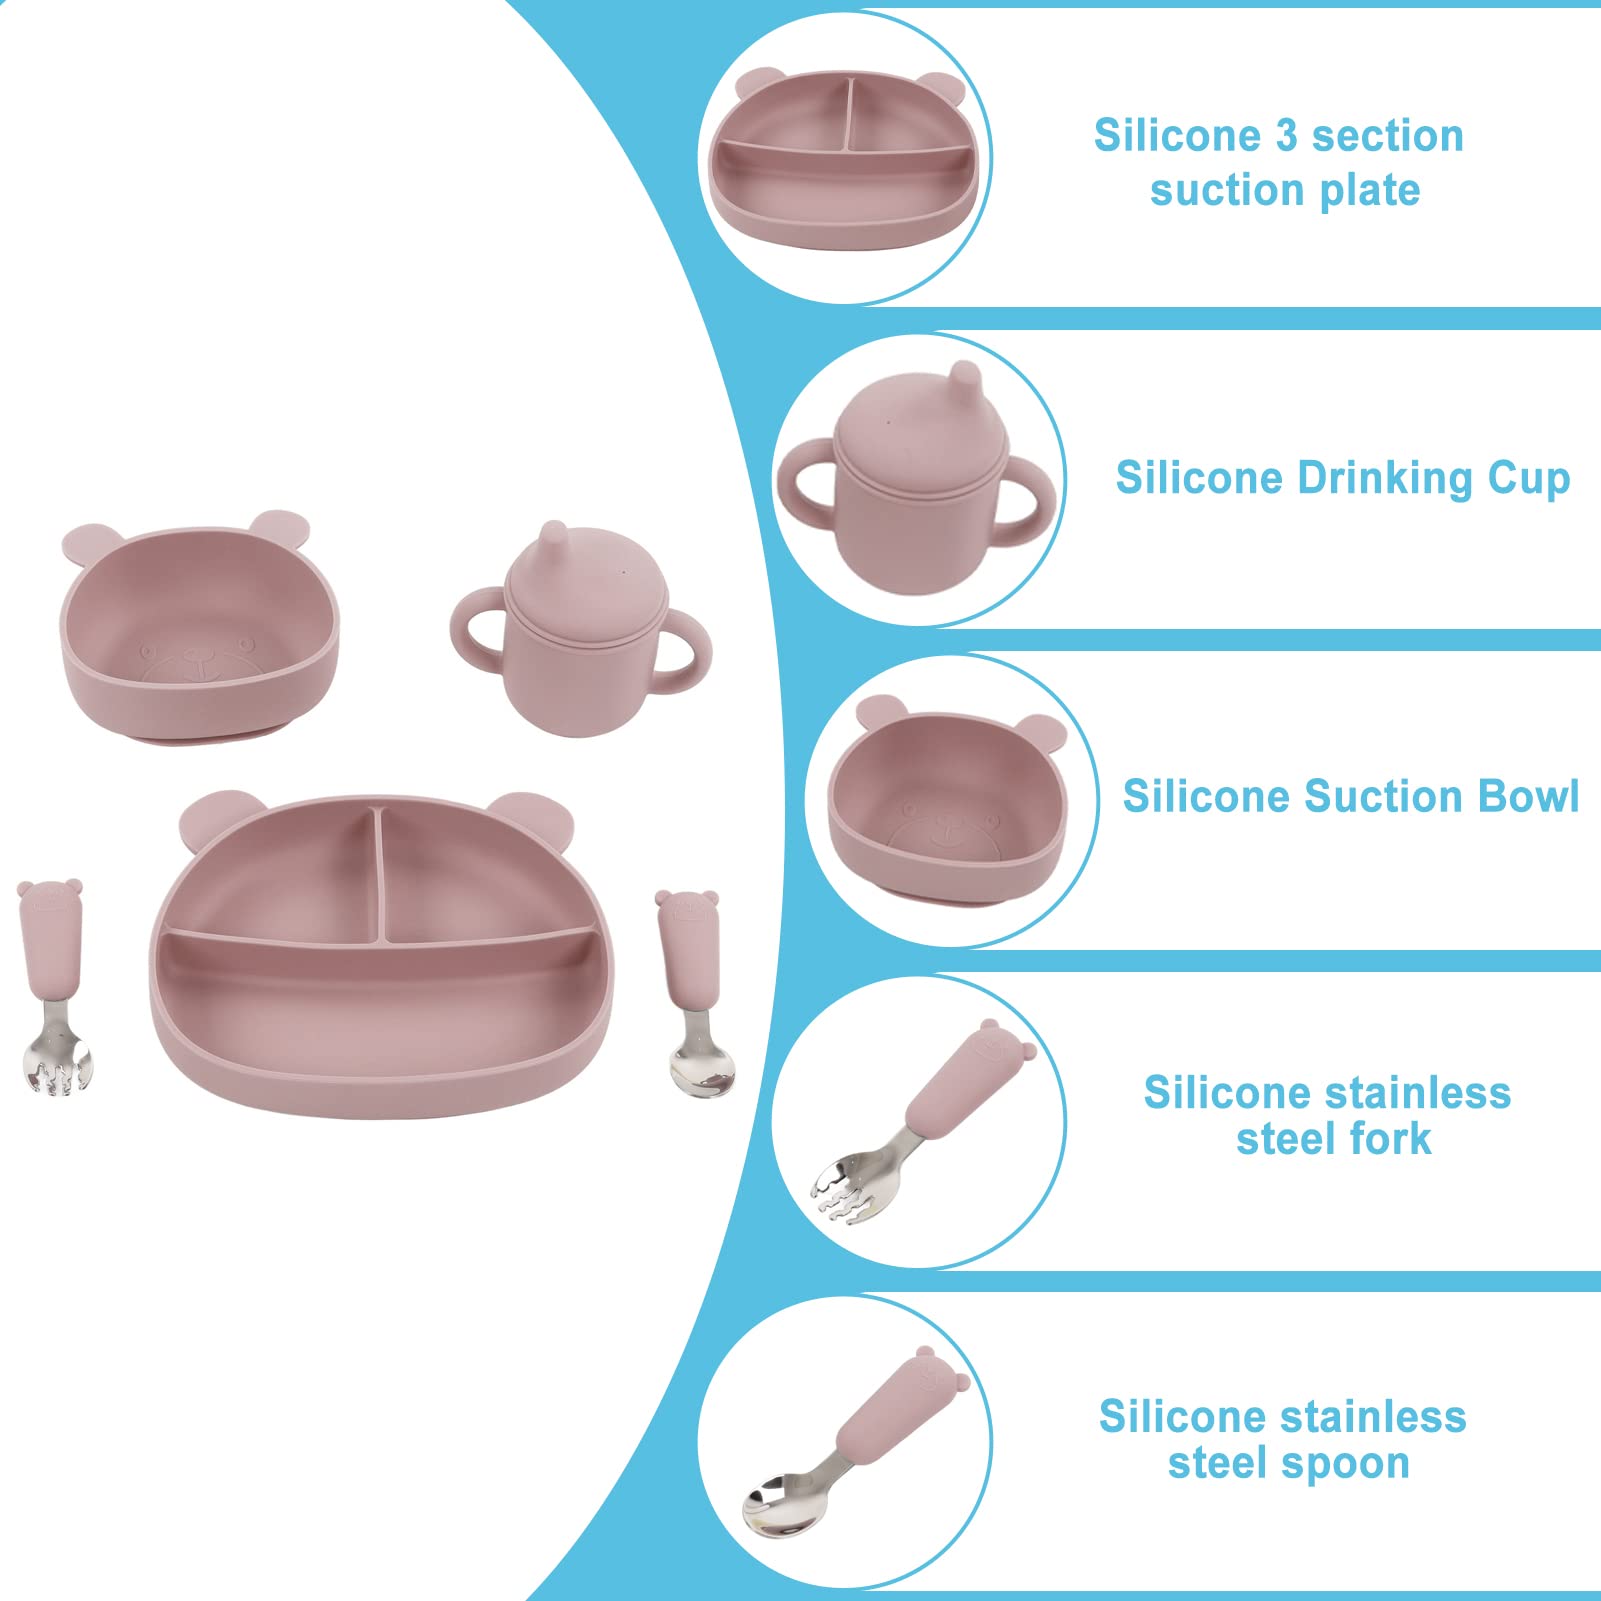 Silicone 3 section
suction plate
Silicone Drinking Cup
Silicone Suction Bowl
Silicone stainless
steel fork
Silicone stainless
steel spoon